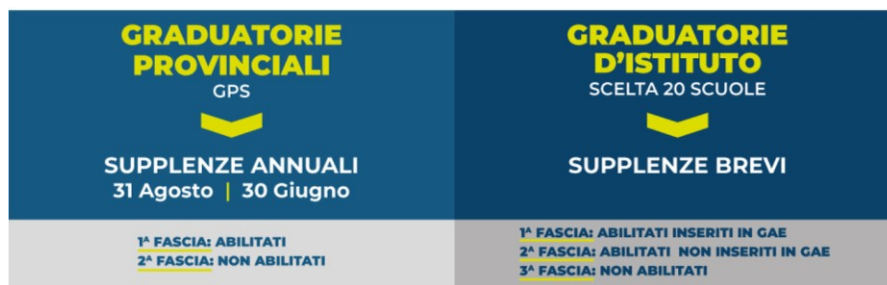 GRADUATORIE
PROVINCIALI
GPS
SUPPLENZE ANNUALI
31 Agosto | 30 Giugno
1ᴬ FASCIA: ABILITATI
2ᴬ FASCIA: NON ABILITATI
GRADUATORIE
D'ISTITUTO
SCELTA 20 SCUOLE
SUPPLENZE BREVI
1ᴬ FASCIA: ABILITATI INSERITI IN GAE
2ᴬ FASCIA: ABILITATI NON INSERITI IN GAE
3ᴬ FASCIA: NON ABILITATI